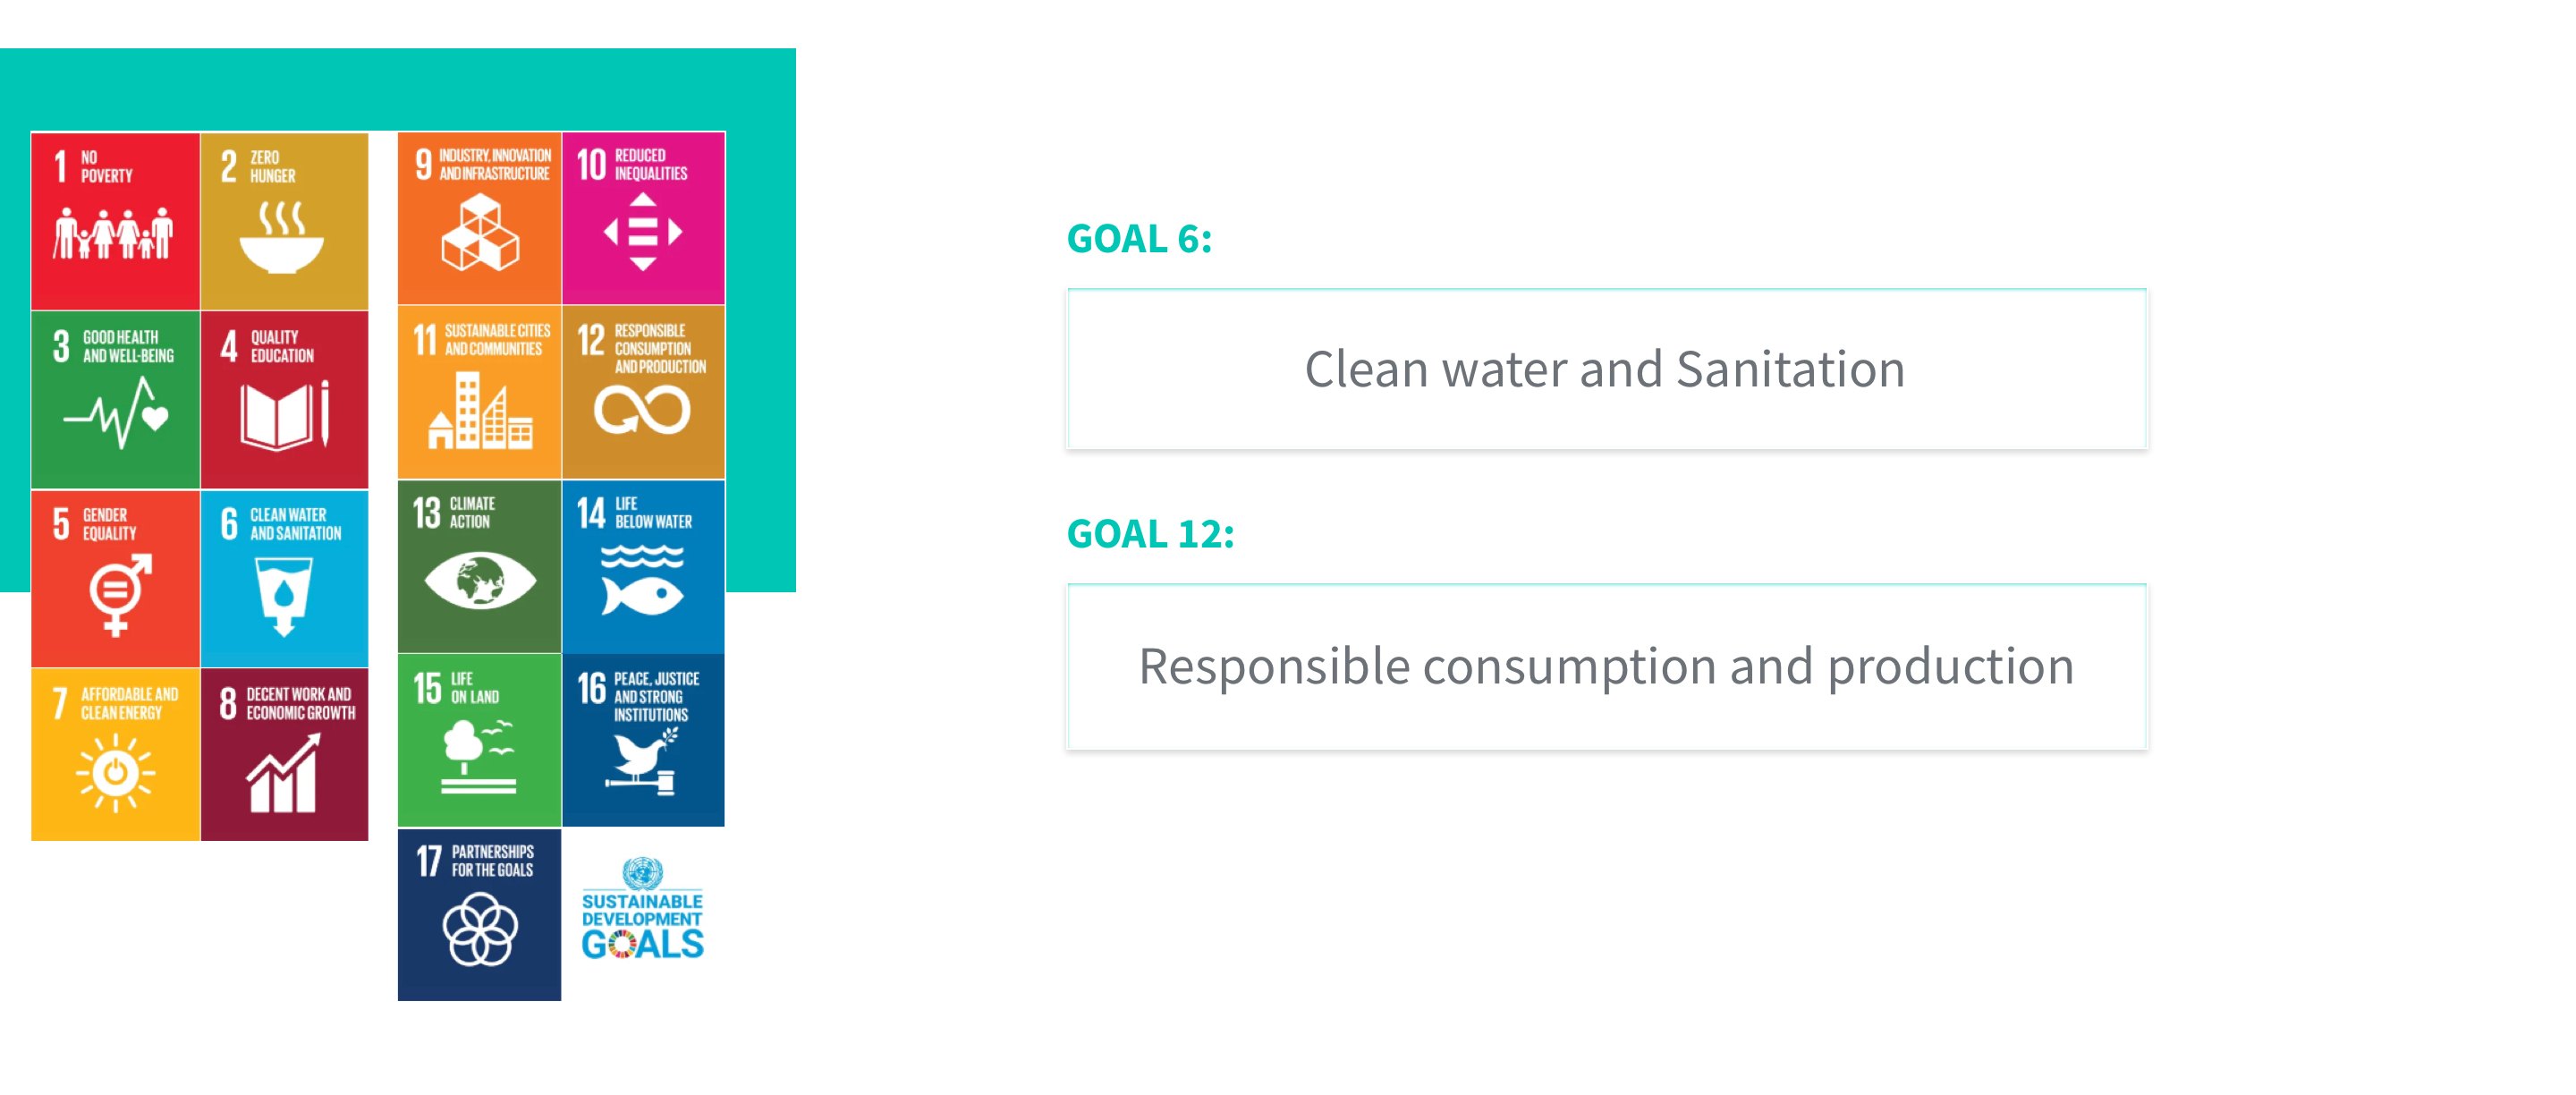 1 NO
POVERTY
2 ZERO
HUNGER
3 GOOD HEALTH
AND WELL-BEING
4 QUALITY
EDUCATION
5 GENDER
EQUALITY
6 CLEAN WATER
AND SANITATION
7 AFFORDABLE AND
CLEAN ENERGY
8 DECENT WORK AND
ECONOMIC GROWTH
9 INDUSTRY, INNOVATION
AND INFRASTRUCTURE
10 REDUCED
INEQUALITIES
11 SUSTAINABLE CITIES
AND COMMUNITIES
12 RESPONSIBLE
CONSUMPTION
AND PRODUCTION
13 CLIMATE
ACTION
14 LIFE
BELOW WATER
15 LIFE
ON LAND
16 PEACE, JUSTICE
AND STRONG
INSTITUTIONS
17 PARTNERSHIPS
FOR THE GOALS
SUSTAINABLE
DEVELOPMENT
GOALS
GOAL 6:
Clean water and Sanitation
GOAL 12:
Responsible consumption and production